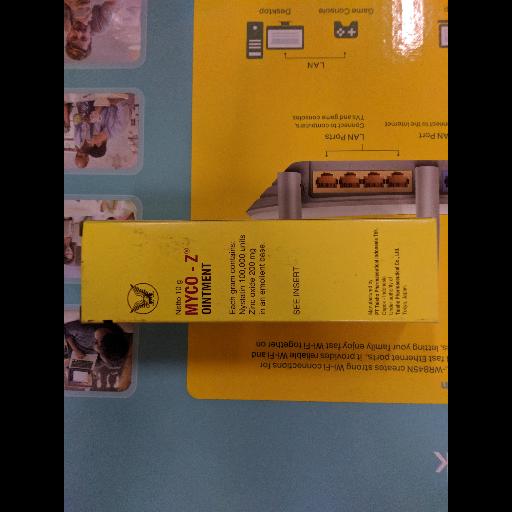 Netto 10 g
MYCO - Z®
OINTMENT
Each gram contains:
Nystatin 100,000 units
Zinc oxide 200 mg
in an emollient base.
SEE INSERT
Manufactured by
PT Taisho Pharmaceutical Indonesia Tbk
Depok - Indonesia
Under authority of
Taisho Pharmaceutical Co., Ltd.
Tokyo, Japan
Desktop
Game Console
LAN
Connect to computers,
TVs and game consoles
LAN Ports
Connect to the Internet
AN Port
WR845N creates strong Wi-Fi connections for
fast Ethernet ports, it provides reliable Wi-Fi and
s, letting your family enjoy fast Wi-Fi together on